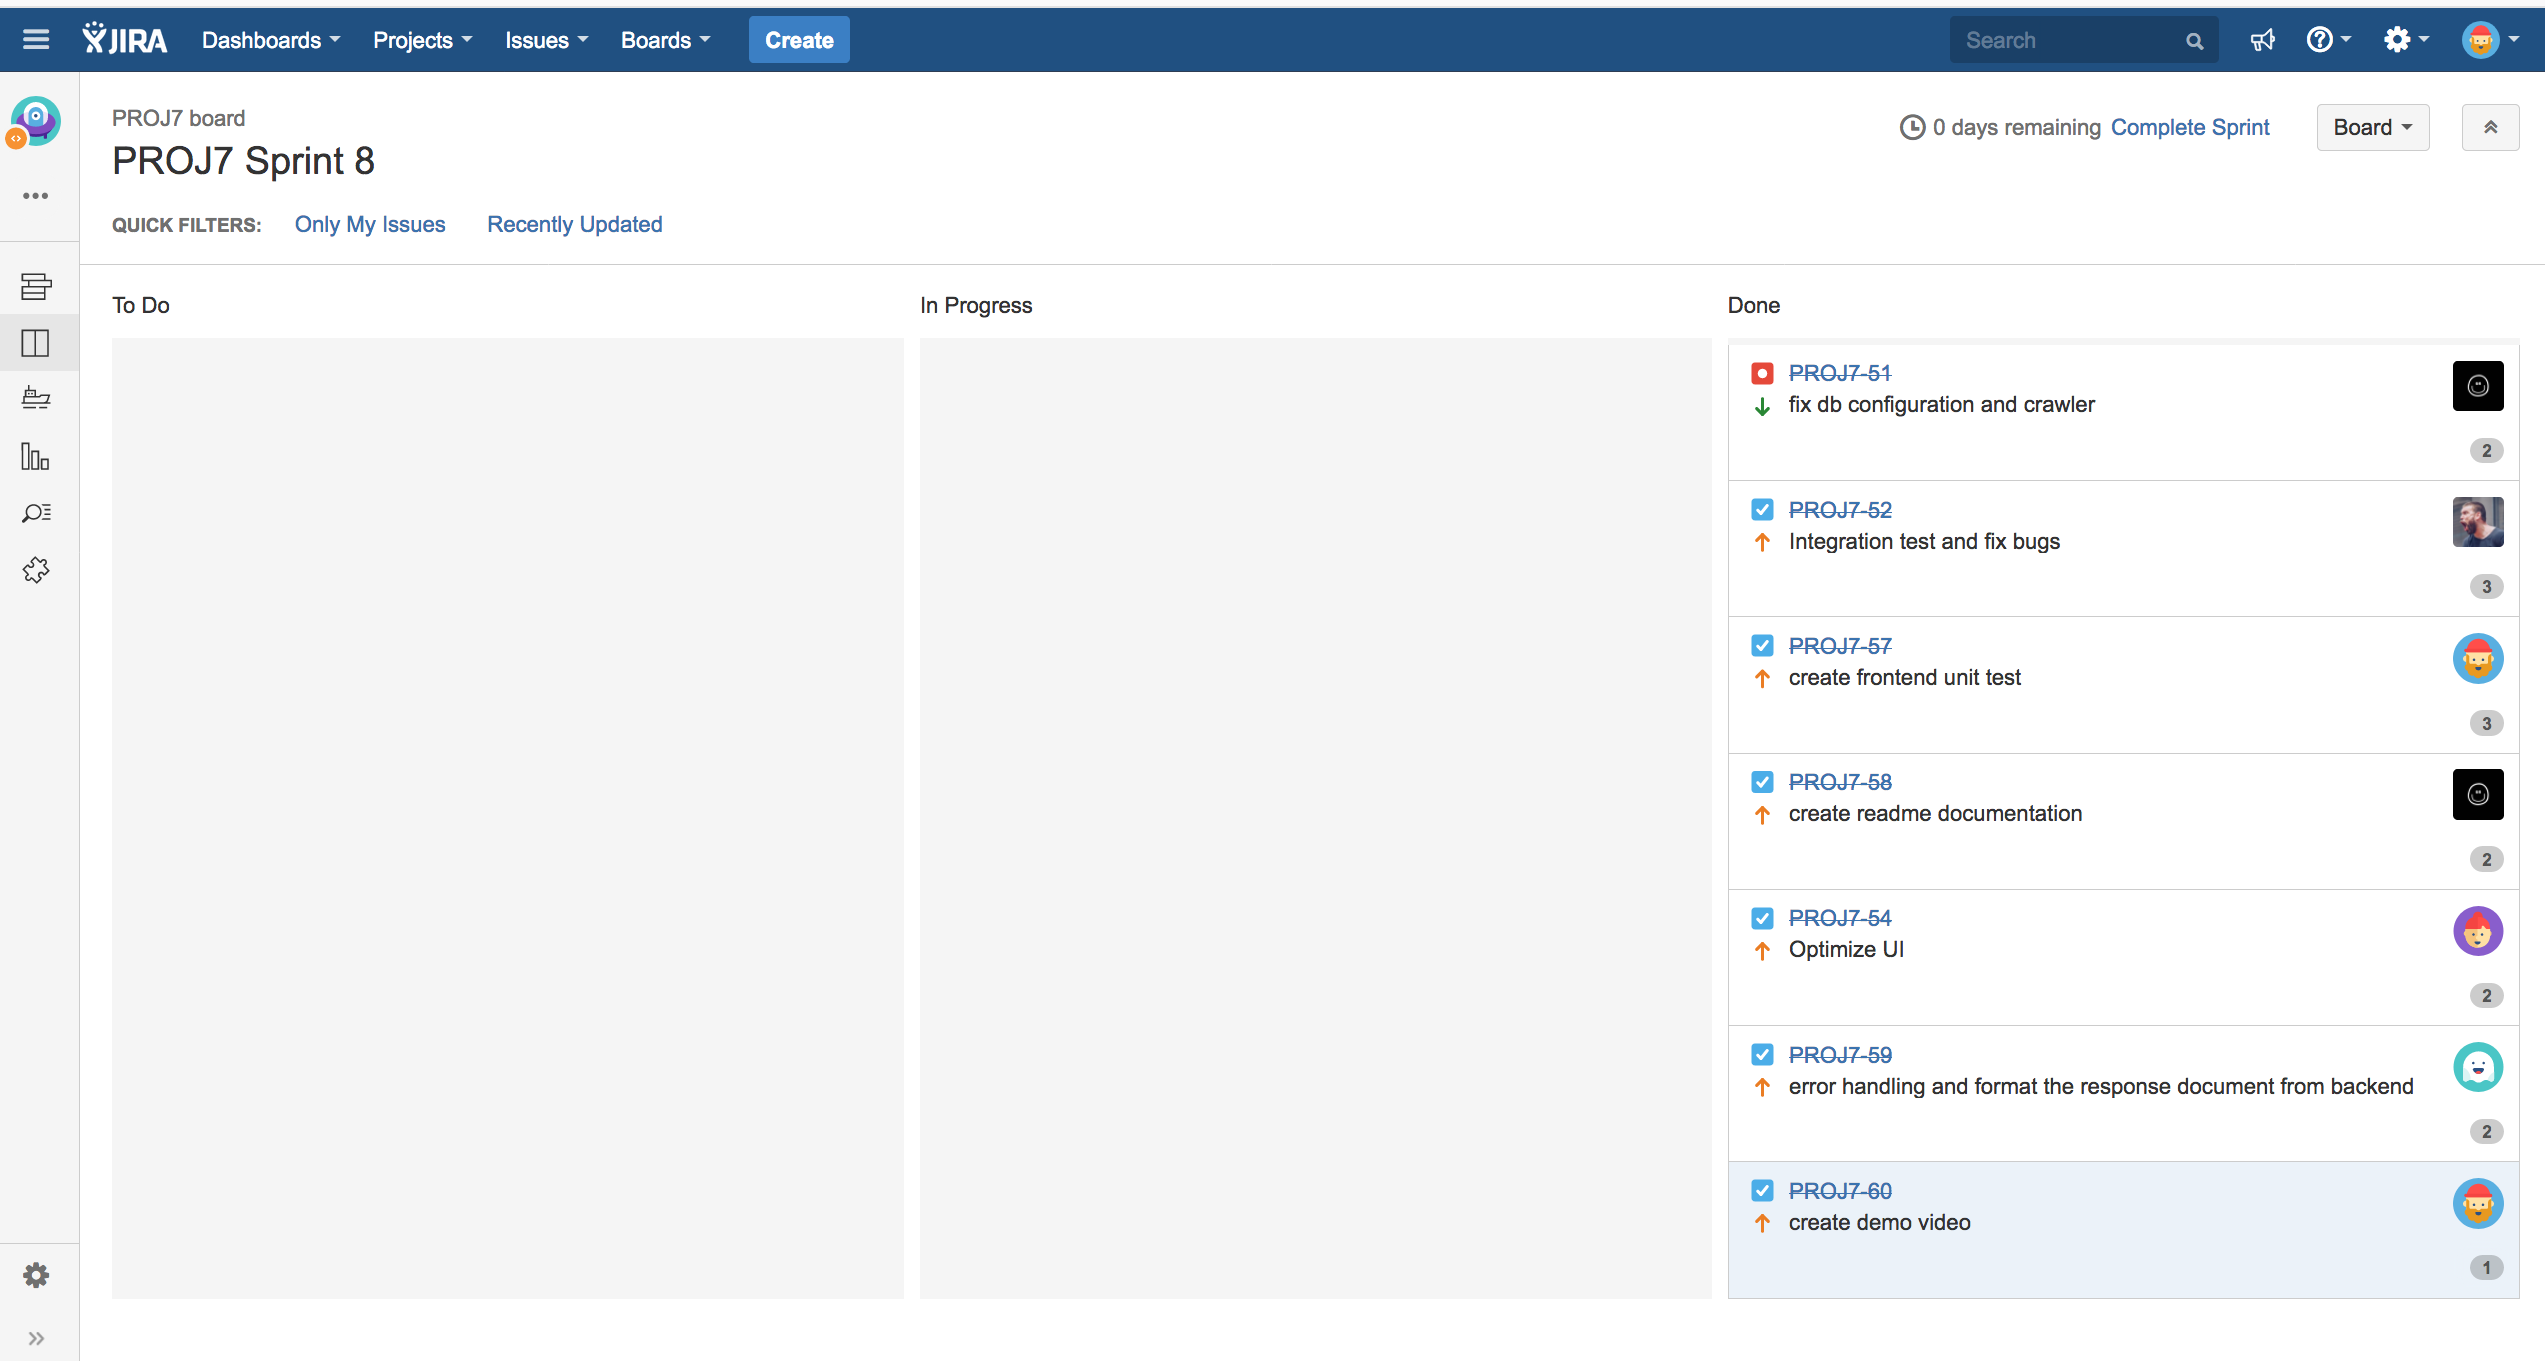 JIRA Dashboards Projects Issues Boards Create Search
PROJ7 board
PROJ7 Sprint 8
0 days remaining Complete Sprint Board
QUICK FILTERS: Only My Issues Recently Updated
To Do In Progress Done
PROJ7-51
fix db configuration and crawler
2
PROJ7-52
Integration test and fix bugs
3
PROJ7-57
create frontend unit test
3
PROJ7-58
create readme documentation
2
PROJ7-54
Optimize UI
2
PROJ7-59
error handling and format the response document from backend
2
PROJ7-60
create demo video
1